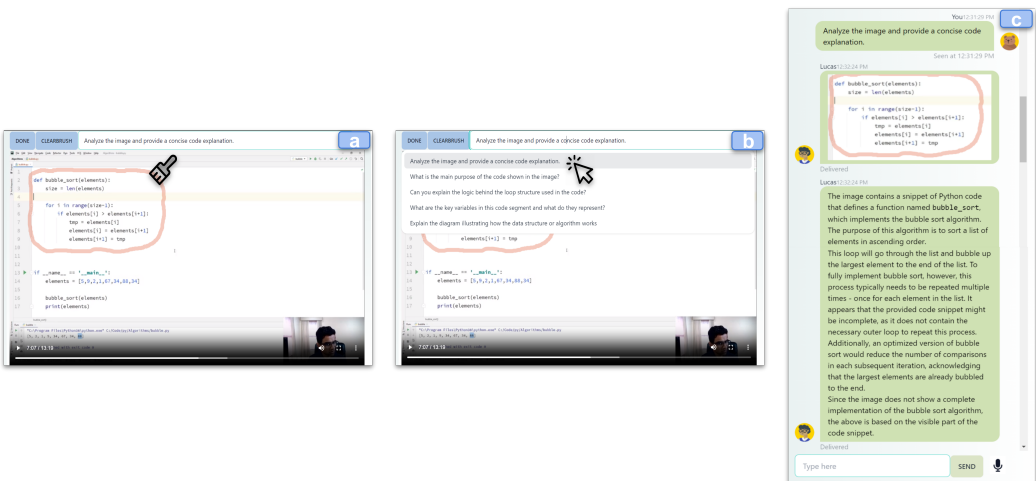 DONE CLEARBRUSH Analyze the image and provide a concise code explanation.
a
def bubble_sort(elements):
size = len(elements)
for i in range(size-1):
if elements[i] > elements[i+1]:
tmp = elements[i]
elements[i] = elements[i+1]
elements[i+1] = tmp
if __name__ == '__main__':
elements = [5,9,2,1,67,34,88,34]
bubble_sort(elements)
print(elements)
7:07 / 13:18
DONE CLEARBRUSH Analyze the image and provide a concise code explanation.
b
Analyze the image and provide a concise code explanation.
What is the main purpose of the code shown in the image?
Can you explain the logic behind the loop structure used in the code?
What are the key variables in this code segment and what do they represent?
Explain the diagram illustrating how the data structure or algorithm works
elements[i+1] = tmp
if __name__ == '__main__':
elements = [5,9,2,1,67,34,88,34]
bubble_sort(elements)
print(elements)
7:07 / 13:18
You 12:31:29 PM
c
Analyze the image and provide a concise code
explanation.
Seen at 12:31:29 PM
Lucas 12:32:24 PM
def bubble_sort(elements):
size = len(elements)
for i in range(size-1):
if elements[i] > elements[i+1]:
tmp = elements[i]
elements[i] = elements[i+1]
elements[i+1] = tmp
Delivered
Lucas 12:32:24 PM
The image contains a snippet of Python code
that defines a function named bubble_sort,
which implements the bubble sort algorithm.
The purpose of this algorithm is to sort a list of
elements in ascending order.
This loop will go through the list and bubble up
the largest element to the end of the list. To
fully implement bubble sort, however, this
process typically needs to be repeated multiple
times - once for each element in the list. It
appears that the provided code snippet might
be incomplete, as it does not contain the
necessary outer loop to repeat this process.
Additionally, an optimized version of bubble
sort would reduce the number of comparisons
in each subsequent iteration, acknowledging
that the largest elements are already bubbled
to the end.
Since the image does not show a complete
implementation of the bubble sort algorithm,
the above is based on the visible part of the
code snippet.
Delivered
Type here SEND